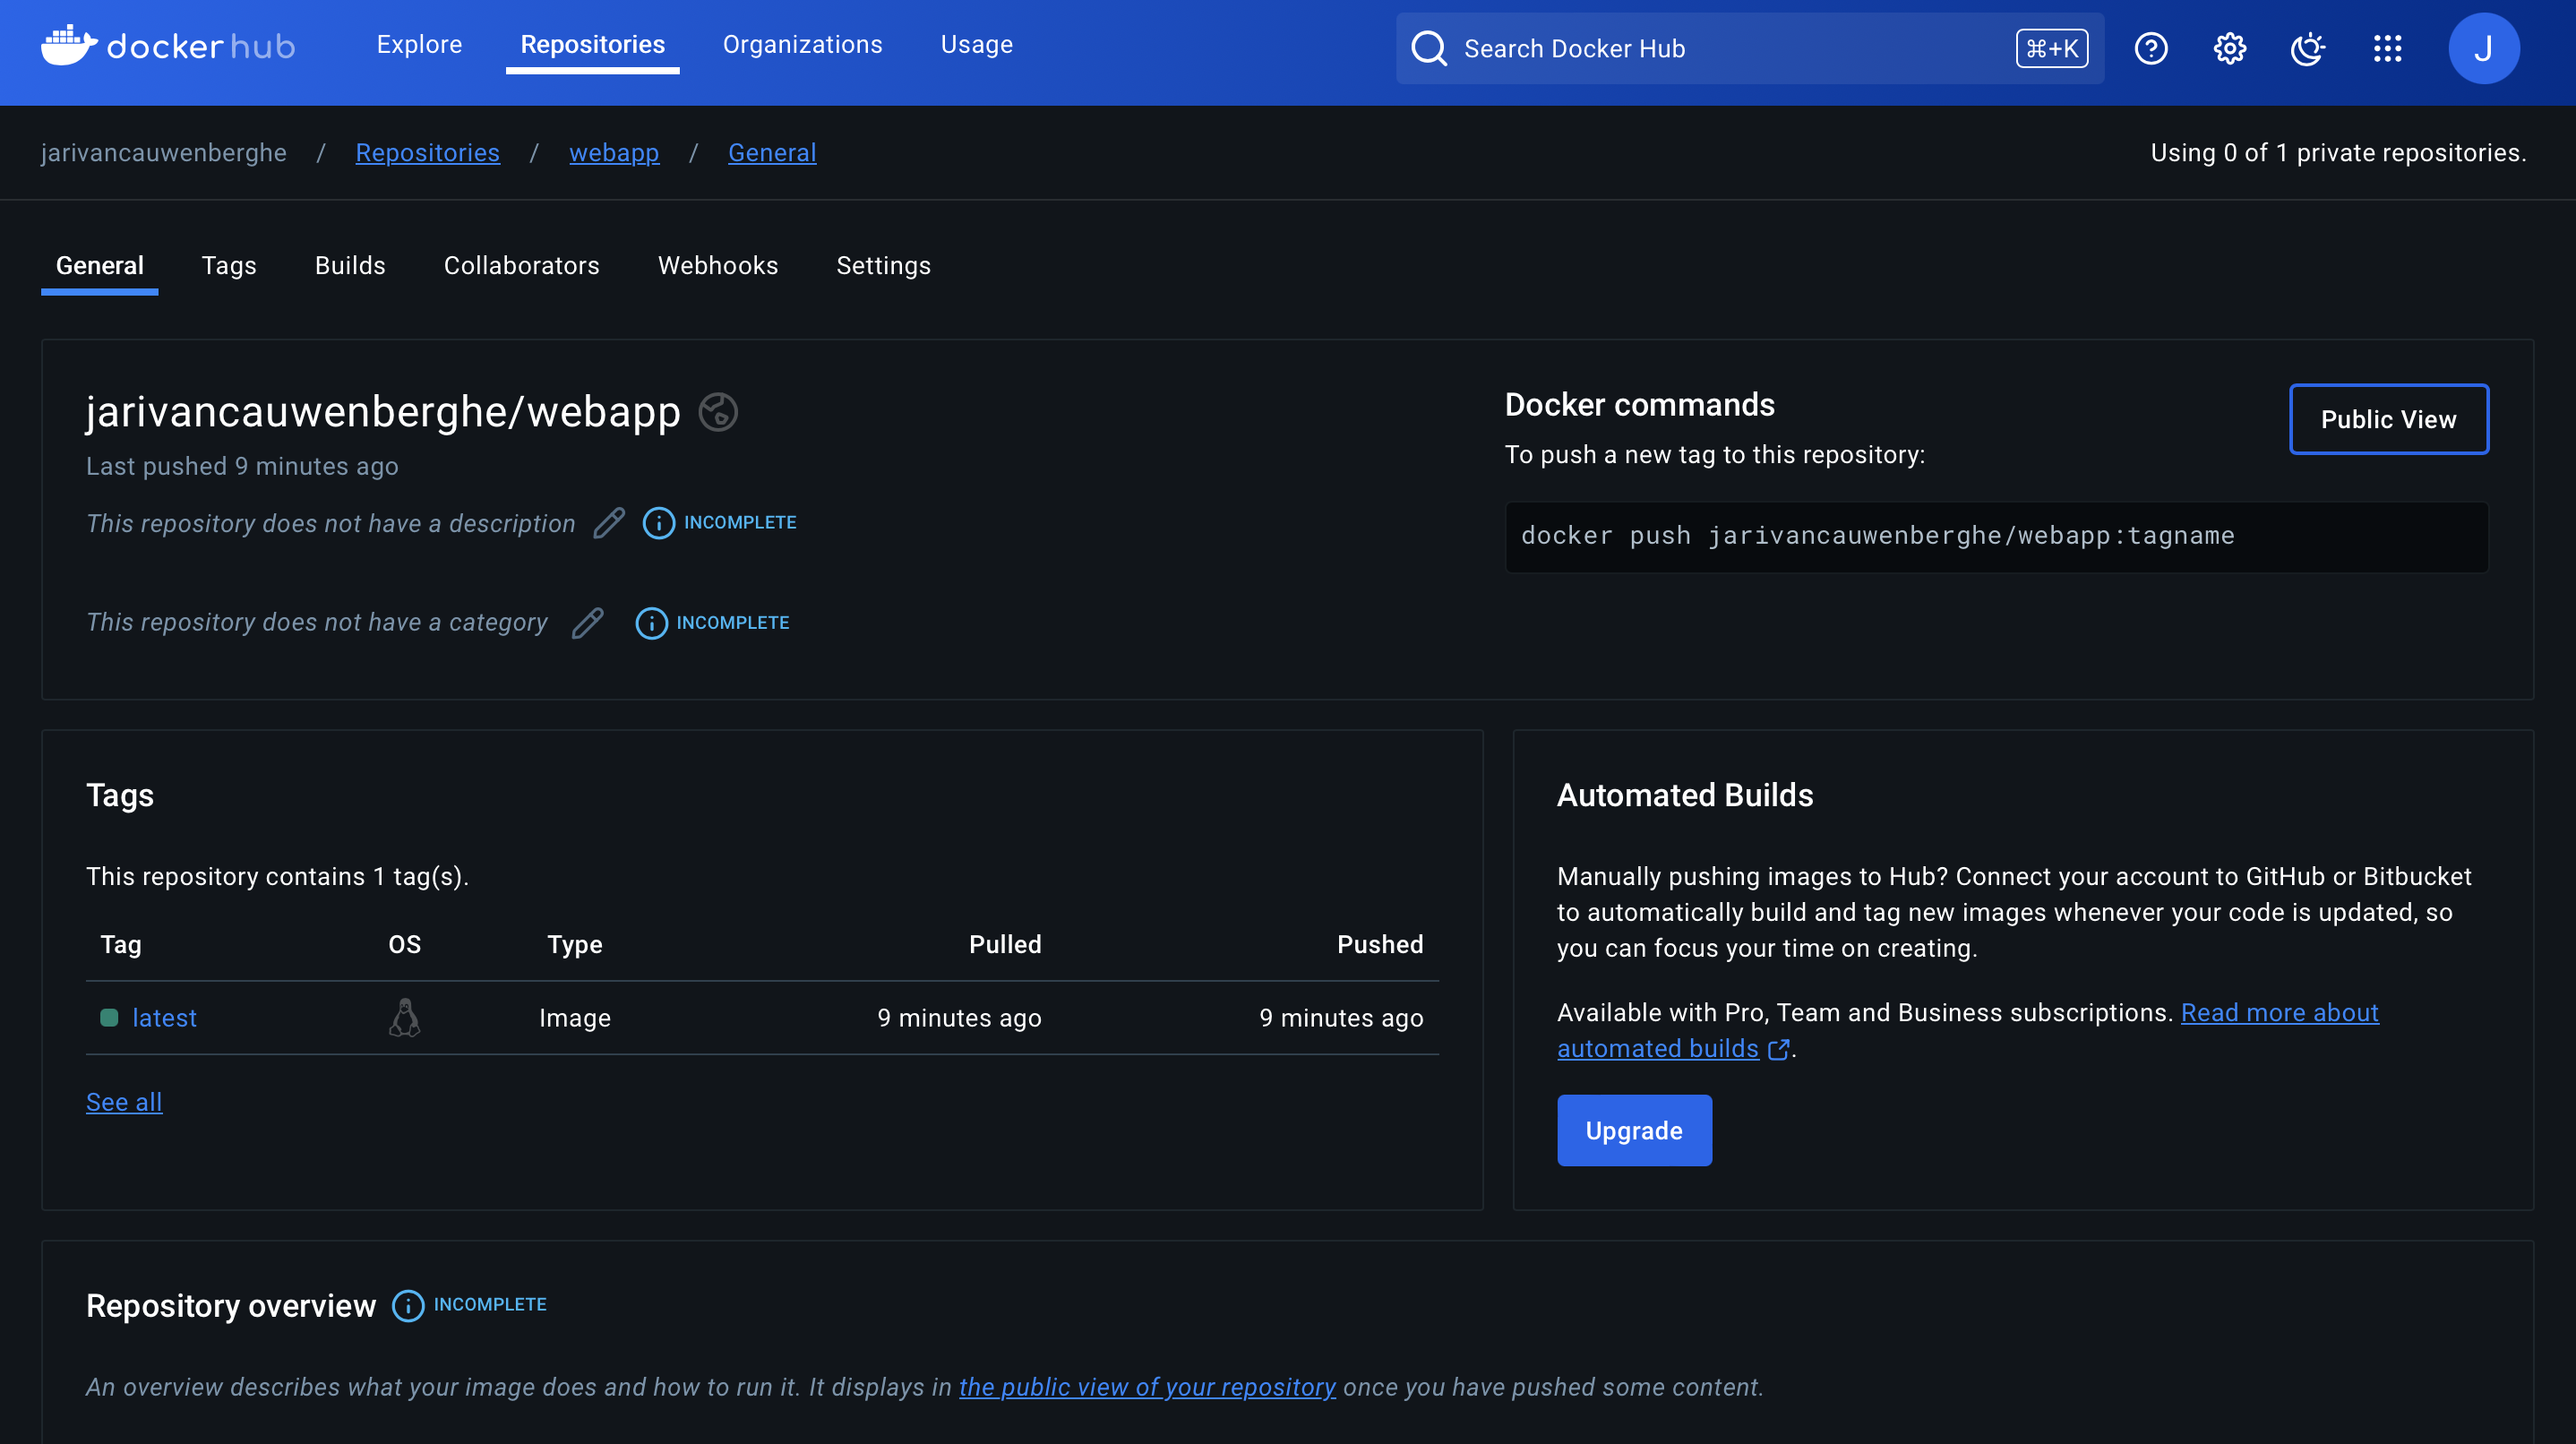 docker hub
Explore
Repositories
Organizations
Usage
Search Docker Hub
⌘+K
J
jarivancauwenberghe / Repositories / webapp / General
Using 0 of 1 private repositories.
General
Tags
Builds
Collaborators
Webhooks
Settings
jarivancauwenberghe/webapp
Last pushed 9 minutes ago
This repository does not have a description
INCOMPLETE
This repository does not have a category
INCOMPLETE
Docker commands
Public View
To push a new tag to this repository:
docker push jarivancauwenberghe/webapp:tagname
Tags
This repository contains 1 tag(s).
Tag OS Type Pulled Pushed
latest Image 9 minutes ago 9 minutes ago
See all
Automated Builds
Manually pushing images to Hub? Connect your account to GitHub or Bitbucket
to automatically build and tag new images whenever your code is updated, so
you can focus your time on creating.
Available with Pro, Team and Business subscriptions. Read more about
automated builds .
Upgrade
Repository overview
INCOMPLETE
An overview describes what your image does and how to run it. It displays in the public view of your repository once you have pushed some content.